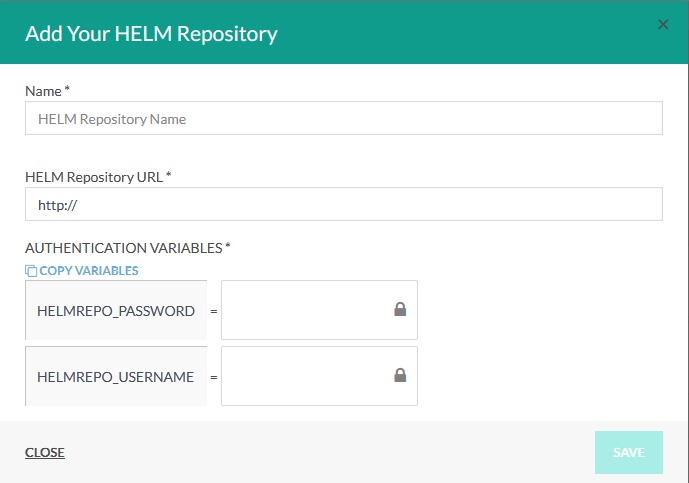 Add Your HELM Repository
Name *
HELM Repository Name
HELM Repository URL *
http://
AUTHENTICATION VARIABLES *
COPY VARIABLES
HELMREPO_PASSWORD =
HELMREPO_USERNAME =
CLOSE
SAVE